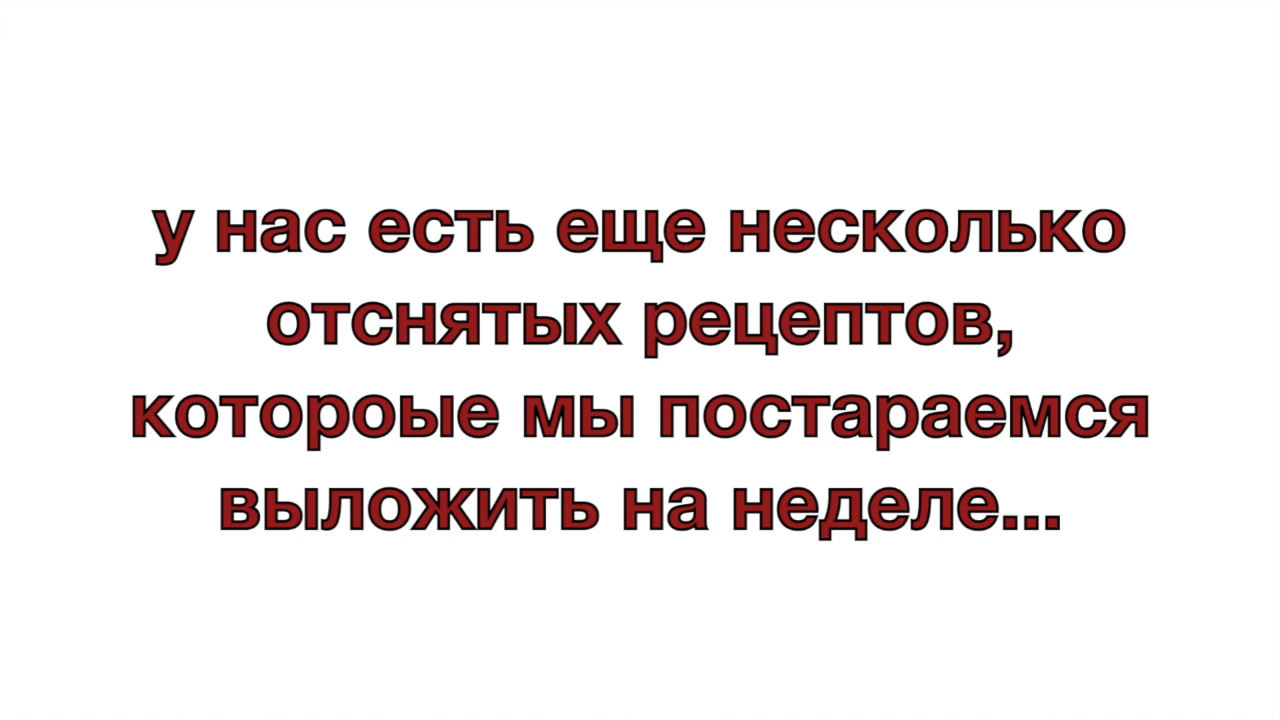 у нас есть еще несколько
отснятых рецептов,
котороые мы постараемся
выложить на неделе...